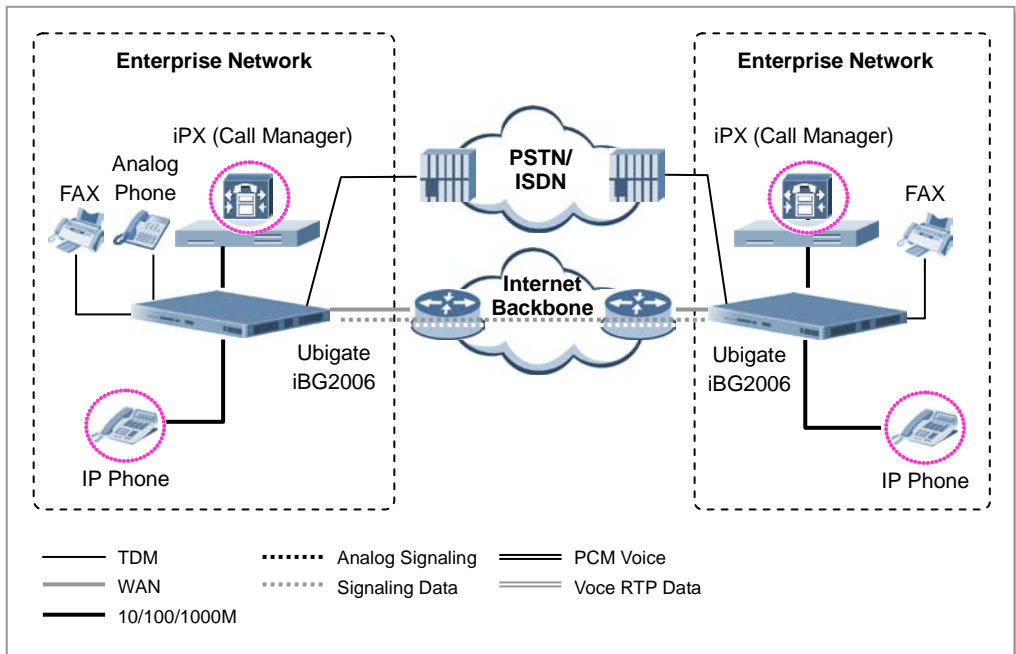 Enterprise Network
Enterprise Network
iPX (Call Manager)
iPX (Call Manager)
Analog
Phone
FAX
PSTN/
ISDN
FAX
Internet
Backbone
Ubigate
iBG2006
Ubigate
iBG2006
IP Phone
IP Phone
TDM
Analog Signaling
PCM Voice
WAN
Signaling Data
Voce RTP Data
10/100/1000M